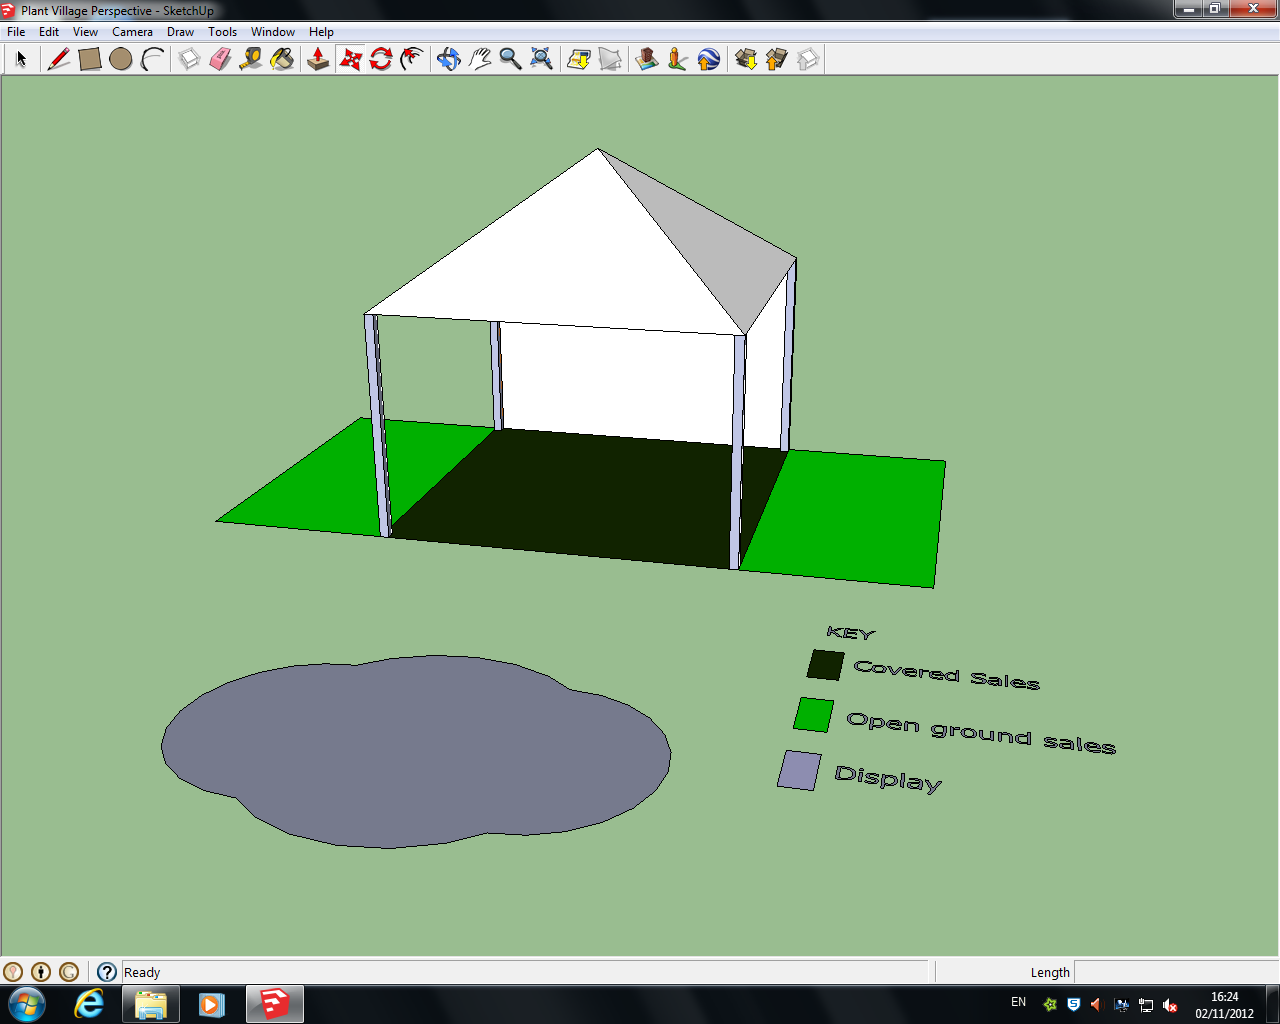 Plant Village Perspective - SketchUp
File Edit View Camera Draw Tools Window Help
KEY
Covered Sales
Open ground sales
Display
Ready
Length
EN
16:24
02/11/2012